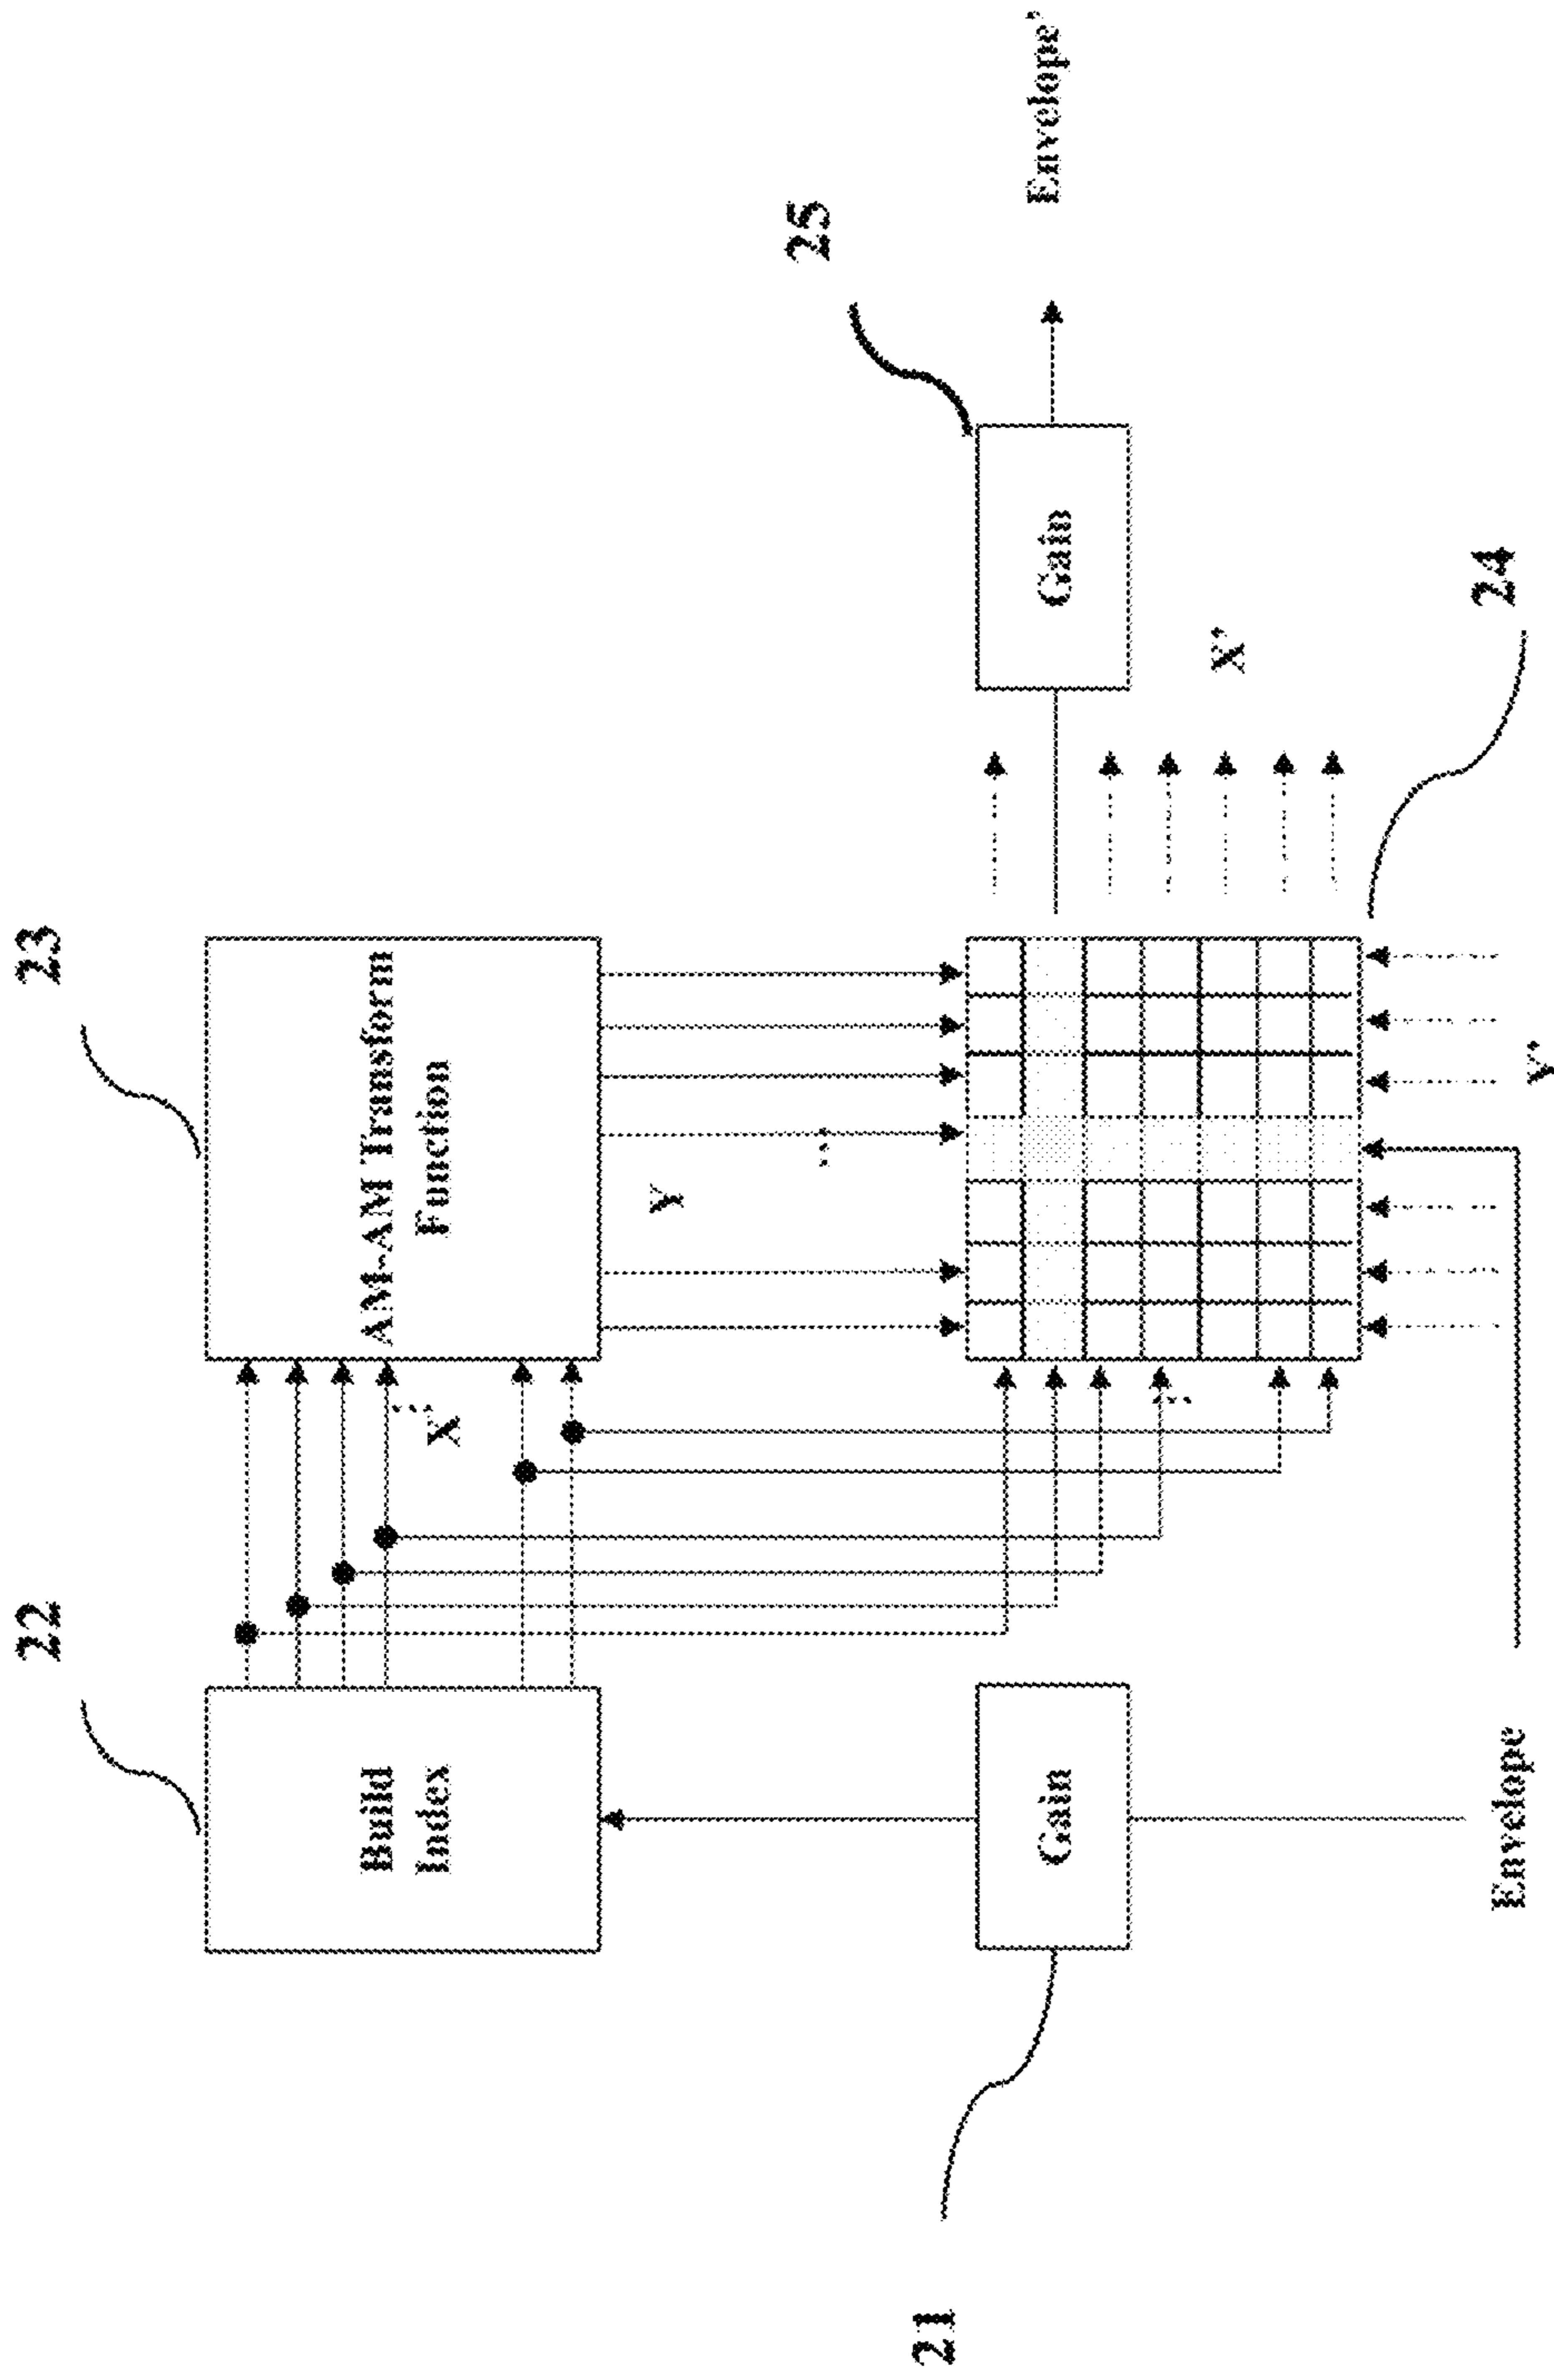 22
23
Build
Index
AM-AM Transform
Function
X
...
Y
...
25
21
Gain
Gain
Envelope'
...
X'
24
Envelope
Y'